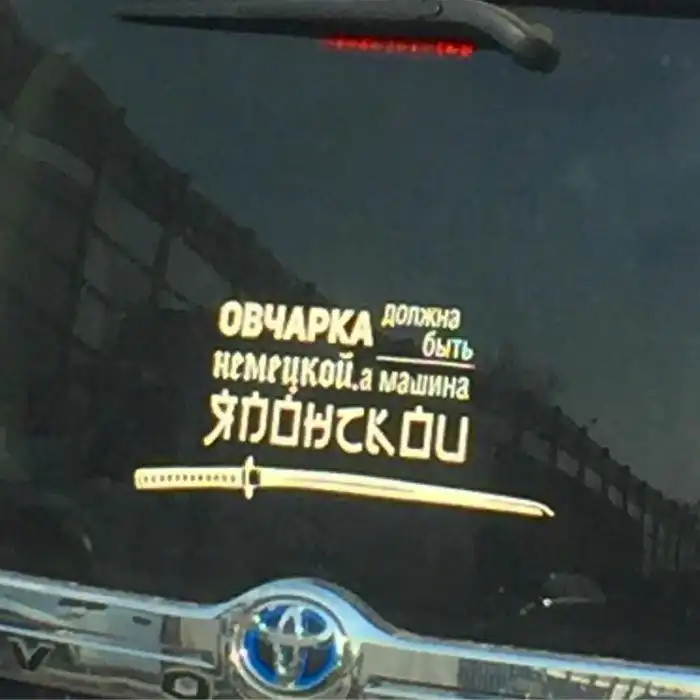 ОВЧАРКА должна
быть
немецкой, а машина
ЯПОНСКОЙ
V O